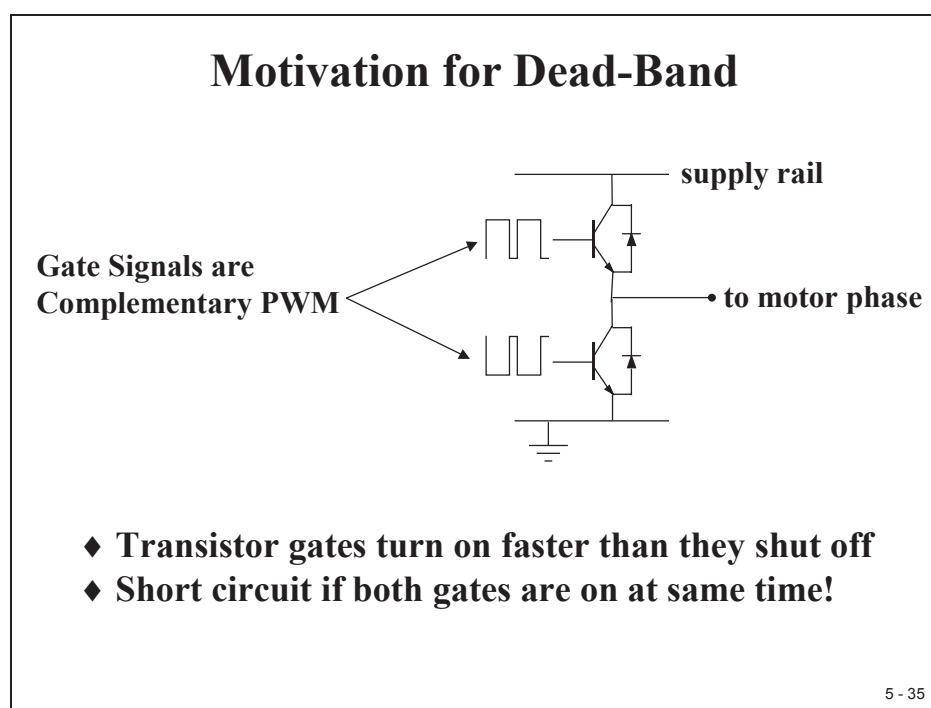 Motivation for Dead-Band
supply rail
Gate Signals are
Complementary PWM
to motor phase
♦ Transistor gates turn on faster than they shut off
♦ Short circuit if both gates are on at same time!
5 - 35